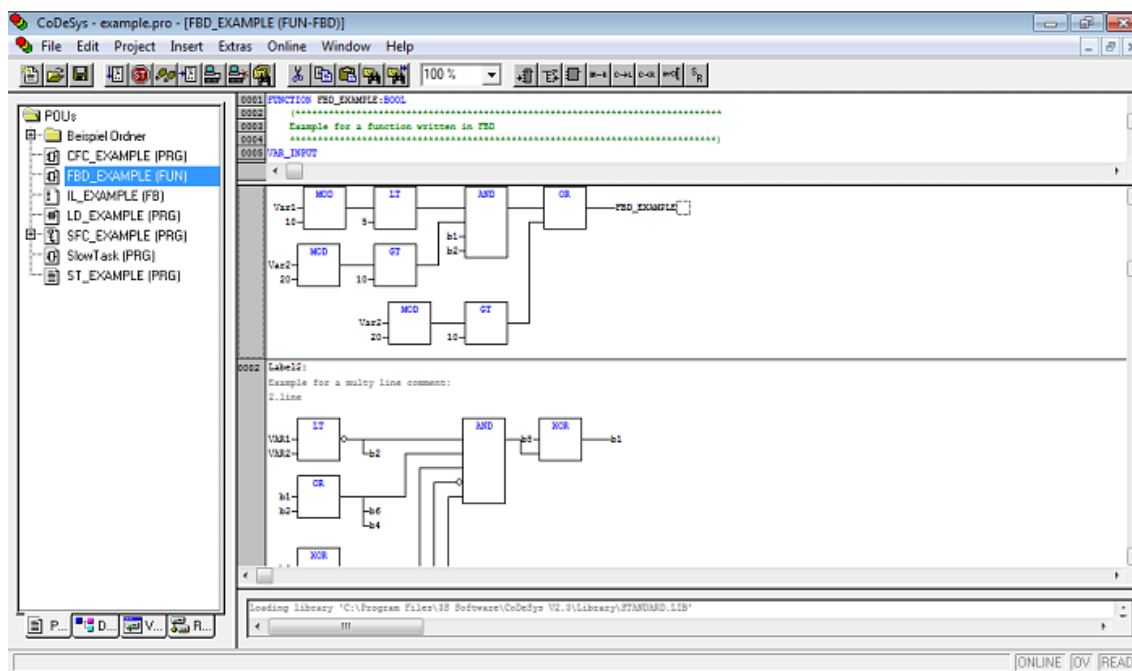 CoDeSys - example.pro - [FBD_EXAMPLE (FUN-FBD)]
File Edit Project Insert Extras Online Window Help
100 %
POUs
Beispiel Ordner
CFC_EXAMPLE (PRG)
FBD_EXAMPLE (FUN)
IL_EXAMPLE (FB)
LD_EXAMPLE (PRG)
SFC_EXAMPLE (PRG)
SlowTask (PRG)
ST_EXAMPLE (PRG)
P... D... V... R...
0001 FUNCTION FBD_EXAMPLE:BOOL
0002 (*****
0003 Example for a function written in FBD
0004 *****)
0005 VAR_INPUT
MOD LT AND OR
Var1 FBD_EXAMPLE
10 5
b1
MOD GT b2
Var2
20 10
MOD GT
Var2
20 10
0002 Label2:
Example for a multy line comment:
2.line
LT AND XOR
VAR1 b8 b1
VAR2 b2
OR
b1
b2 b6
b4
XOR
Loading library 'C:\Program Files\3S Software\CoDeSys V2.3\Library\STANDARD.LIB'
ONLINE OV READ